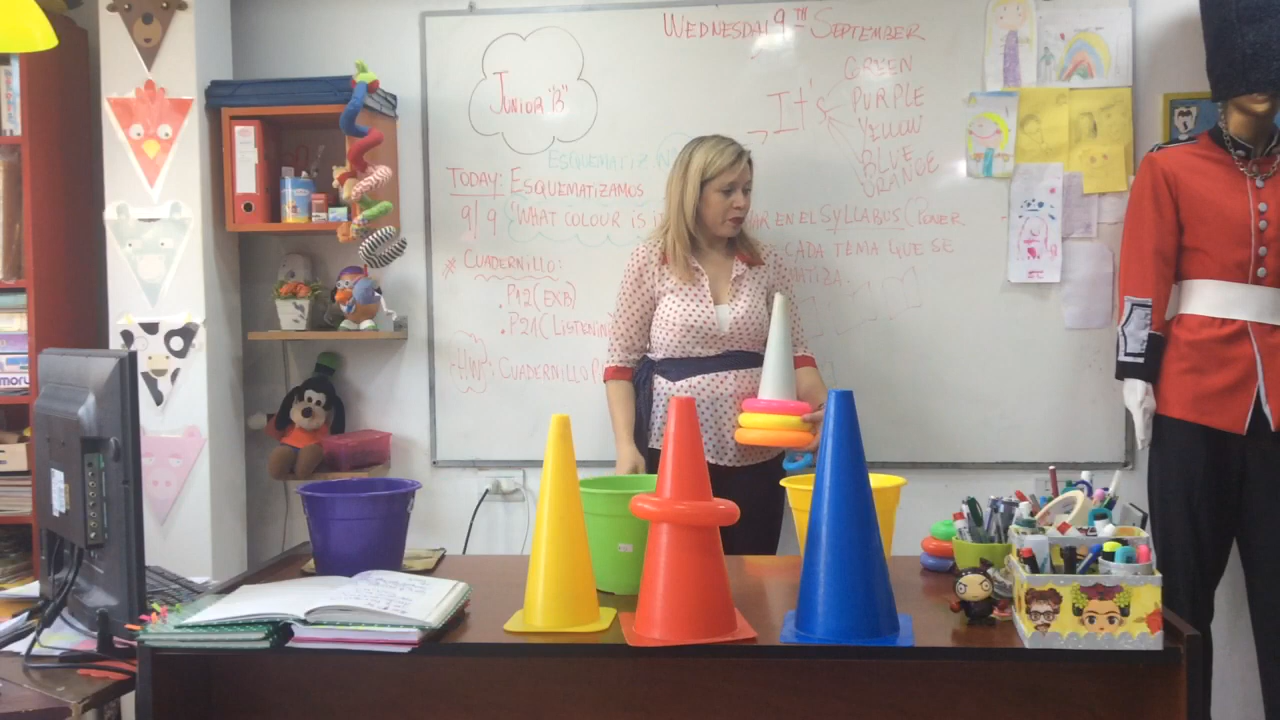 WEDNESDAY 9TH SEPTEMBER
JUNIOR "B"
It's
GREEN
PURPLE
YELLOW
BLUE
ORANGE
TODAY: ESQUEMATIZAMOS
9/9 "WHAT COLOUR IS IT EN EL SYLLABUS (PONER
CADA TEMA QUE SE
# CUADERNILLO:
. P12 (EXB)
. P21 (LISTENING
HW: CUADERNILLO